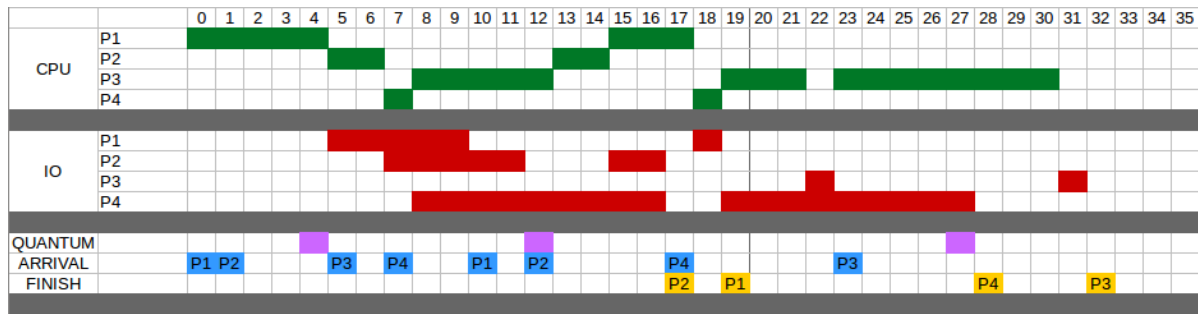 0 1 2 3 4 5 6 7 8 9 10 11 12 13 14 15 16 17 18 19 20 21 22 23 24 25 26 27 28 29 30 31 32 33 34 35
CPU
P1
P2
P3
P4
IO
P1
P2
P3
P4
QUANTUM
ARRIVAL P1 P2 P3 P4 P1 P2 P4 P3
FINISH P2 P1 P4 P3